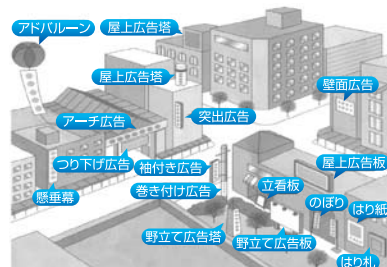 アドバルーン
屋上広告塔
屋上広告塔
壁面広告
突出広告
アーチ広告
つり下げ広告
袖付き広告
屋上広告板
懸垂幕
巻き付け広告
立看板
のぼり
はり紙
野立て広告塔
野立て広告板
はり札